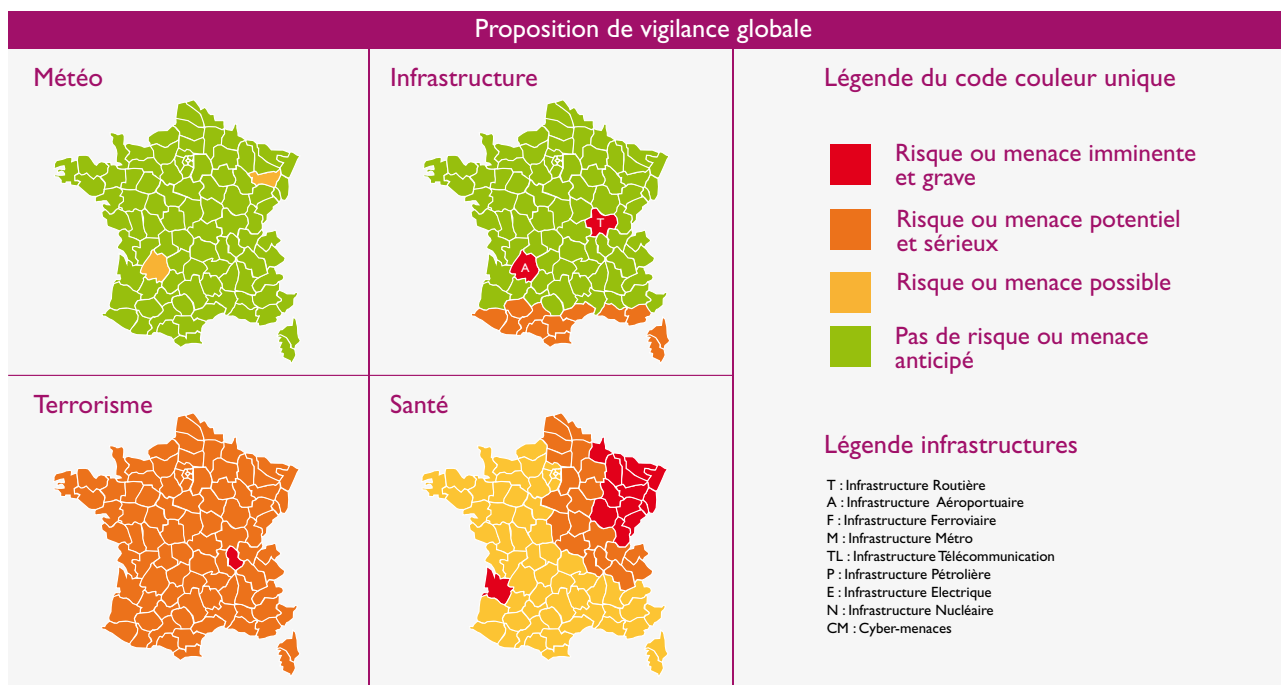 Proposition de vigilance globale
Météo
Infrastructure
T
A
Terrorisme
Santé
Légende du code couleur unique
Risque ou menace imminente
et grave
Risque ou menace potentiel
et sérieux
Risque ou menace possible
Pas de risque ou menace
anticipé
Légende infrastructures
T : Infrastructure Routière
A : Infrastructure Aéroportuaire
F : Infrastructure Ferroviaire
M : Infrastructure Métro
TL : Infrastructure Télécommunication
P : Infrastructure Pétrolière
E : Infrastructure Electrique
N : Infrastructure Nucléaire
CM : Cyber-menaces